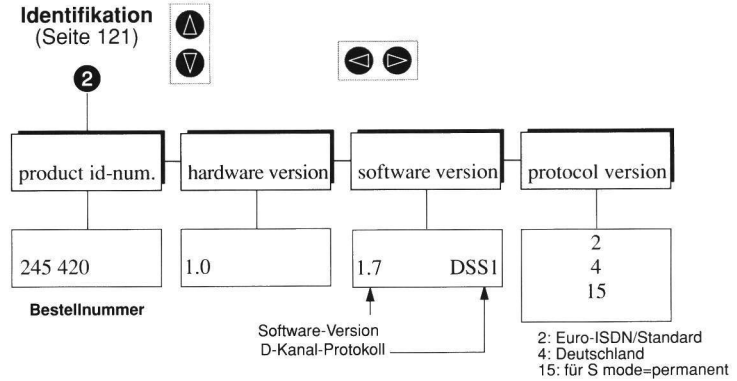 Identifikation
(Seite 121)
2
product id-num.
hardware version
software version
protocol version
245 420
1.0
1.7 DSS1
2
4
15
Bestellnummer
Software-Version
D-Kanal-Protokoll
2: Euro-ISDN/Standard
4: Deutschland
15: für S mode=permanent